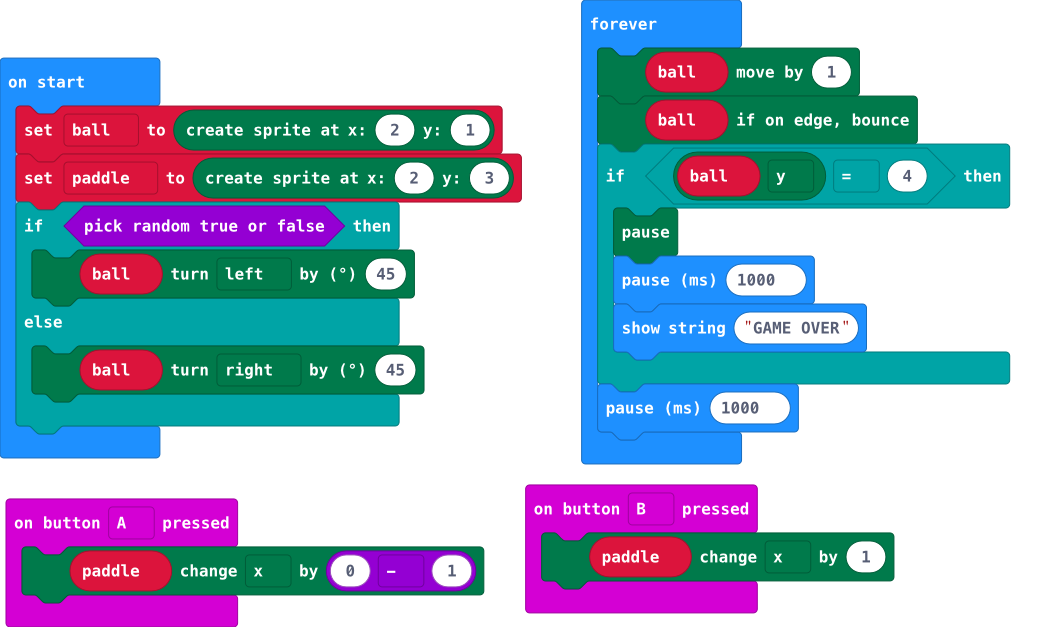 on start
set ball to create sprite at x: 2 y: 1
set paddle to create sprite at x: 2 y: 3
if pick random true or false then
ball turn left by (°) 45
else
ball turn right by (°) 45
forever
ball move by 1
ball if on edge, bounce
if ball y = 4 then
pause
pause (ms) 1000
show string "GAME OVER"
pause (ms) 1000
on button A pressed
paddle change x by 0 - 1
on button B pressed
paddle change x by 1